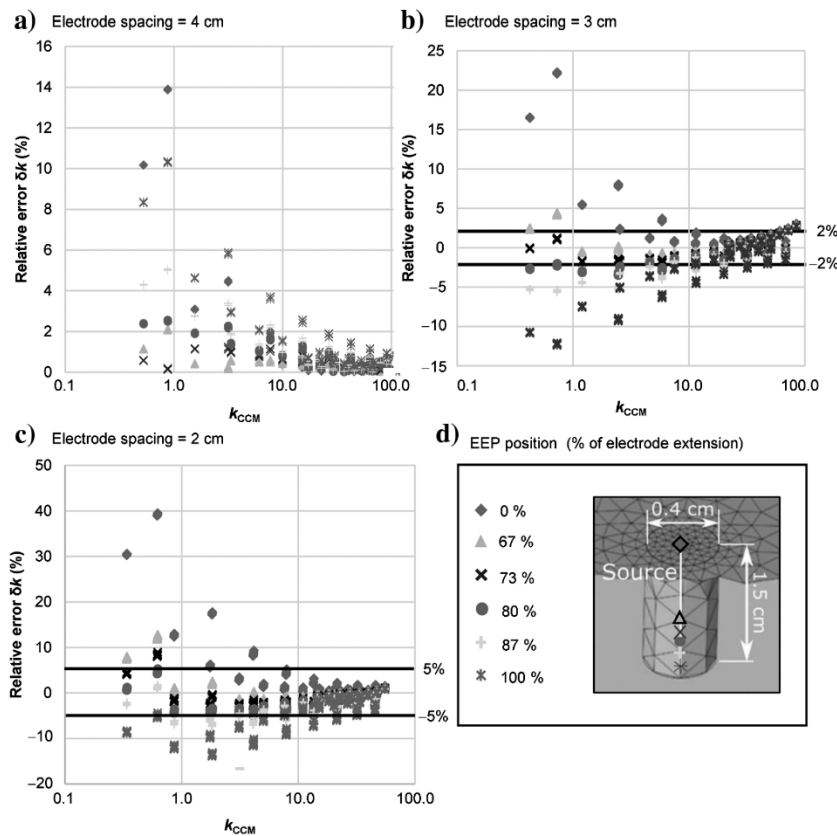 a) Electrode spacing = 4 cm
Relative error δk (%)
16
14
12
10
8
6
4
2
0
0.1 1.0 10.0 100.0
kCCM
b) Electrode spacing = 3 cm
Relative error δk (%)
25
20
15
10
5
0
−5
−10
−15
2%
−2%
0.1 1.0 10.0 100.0
kCCM
c) Electrode spacing = 2 cm
Relative error δk (%)
50
40
30
20
10
0
−10
−20
5%
−5%
0.1 1.0 10.0 100.0
kCCM
d) EEP position (% of electrode extension)
0 %
67 %
73 %
80 %
87 %
100 %
0.4 cm
Source
1.5 cm